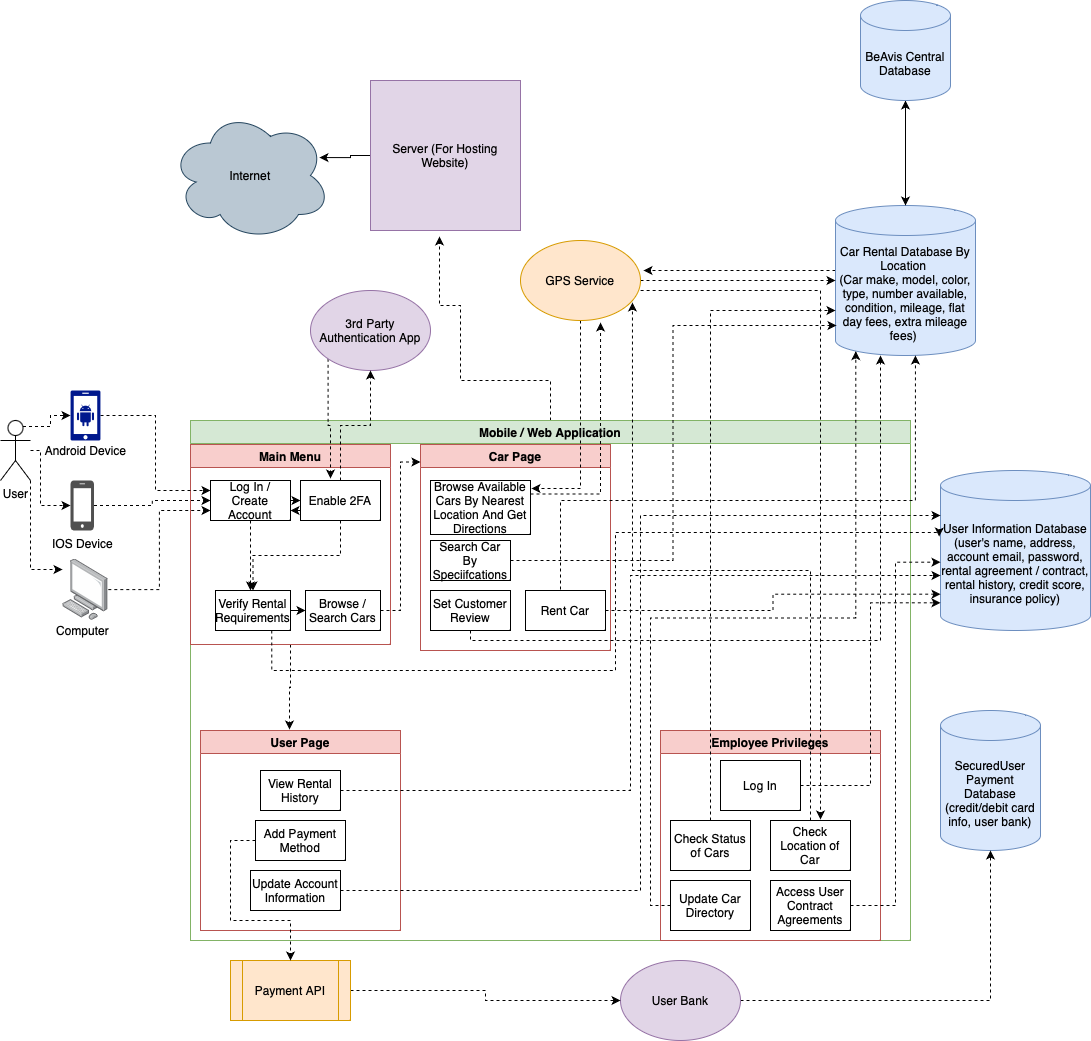 BeAvis Central
Database
Server (For Hosting
Website)
Internet
Car Rental Database By
Location
(Car make, model, color,
type, number available,
condition, mileage, flat
day fees, extra mileage
fees)
GPS Service
3rd Party
Authentication App
Android Device
User
IOS Device
Computer
Mobile / Web Application
Main Menu
Log In /
Create
Account
Enable 2FA
Verify Rental
Requirements
Browse /
Search Cars
Car Page
Browse Available
Cars By Nearest
Location And Get
Directions
Search Car
By
Speciifcations
Set Customer
Review
Rent Car
User Information Database
(user's name, address,
account email, password,
rental agreement / contract,
rental history, credit score,
insurance policy)
User Page
View Rental
History
Add Payment
Method
Update Account
Information
Employee Privileges
Log In
Check Status
of Cars
Check
Location of
Car
Update Car
Directory
Access User
Contract
Agreements
SecuredUser
Payment
Database
(credit/debit card
info, user bank)
Payment API
User Bank